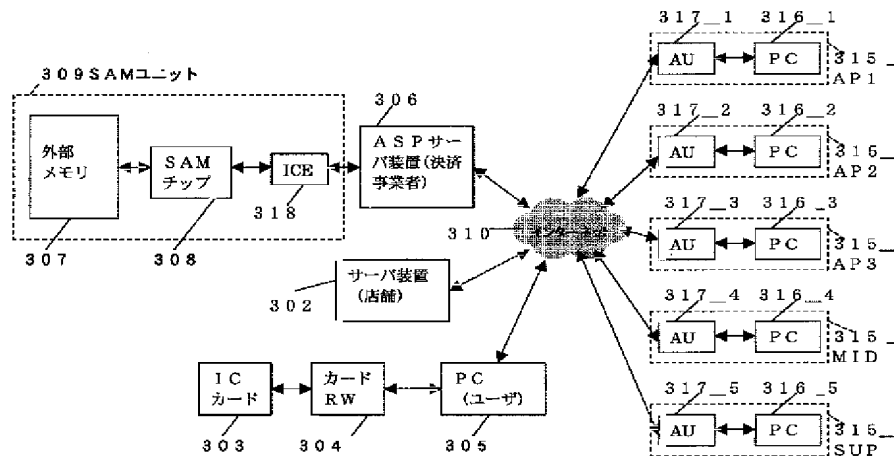 309SAMユニット
外部
メモリ
SAM
チップ
ICE
318
307
308
306
ASPサー
バ装置(決済
事業者)
310
302
サーバ装置
(店舗)
IC
カード
303
カード
RW
304
PC
(ユーザ)
305
317_1
316_1
AU
PC
315_
AP1
317_2
316_2
AU
PC
315_
AP2
317_3
316_3
AU
PC
315_
AP3
317_4
316_4
AU
PC
315_
MID
317_5
316_5
AU
PC
315_
SUP